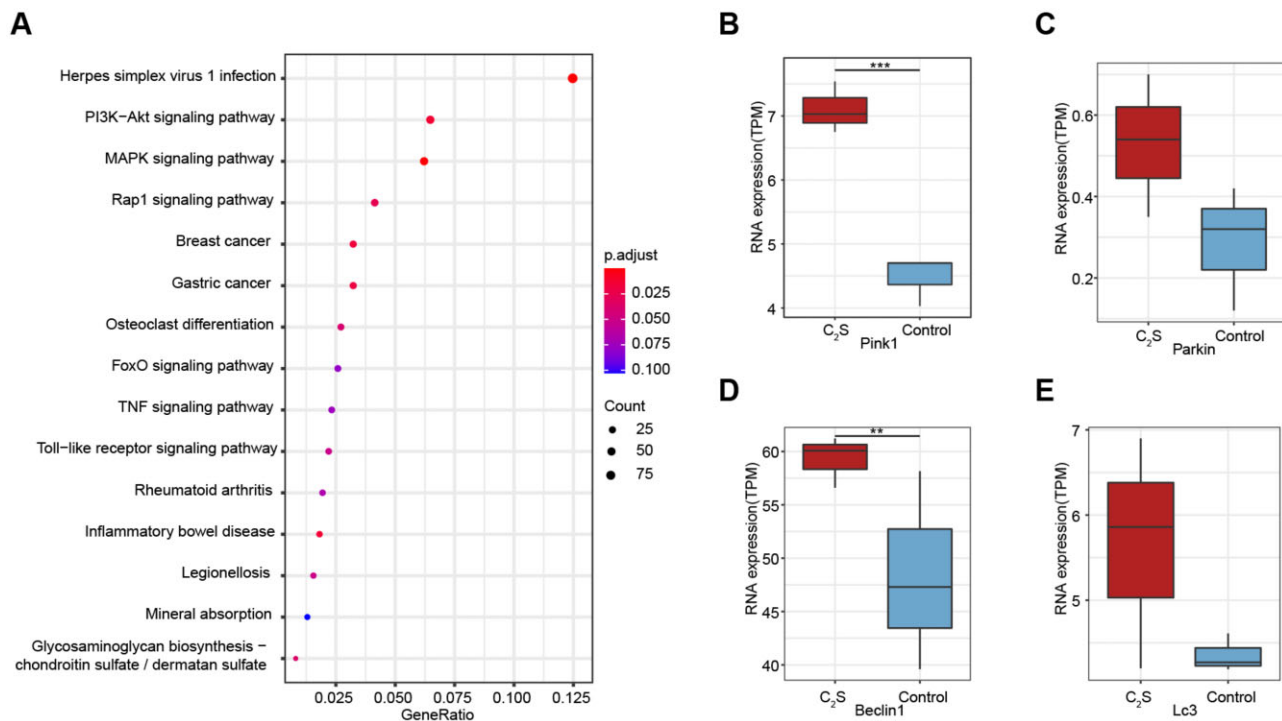 A
Herpes simplex virus 1 infection
PI3K−Akt signaling pathway
MAPK signaling pathway
Rap1 signaling pathway
Breast cancer
Gastric cancer
Osteoclast differentiation
FoxO signaling pathway
TNF signaling pathway
Toll−like receptor signaling pathway
Rheumatoid arthritis
Inflammatory bowel disease
Legionellosis
Mineral absorption
Glycosaminoglycan biosynthesis −
chondroitin sulfate / dermatan sulfate
0.025 0.050 0.075 0.100 0.125
GeneRatio
p.adjust
0.025
0.050
0.075
0.100
Count
25
50
75
B
RNA expression(TPM)
7
6
5
4
***
C₂S Control
Pink1
C
RNA expression(TPM)
0.6
0.4
0.2
C₂S Control
Parkin
D
RNA expression(TPM)
60
55
50
45
40
**
C₂S Control
Beclin1
E
RNA expression(TPM)
7
6
5
C₂S Control
Lc3